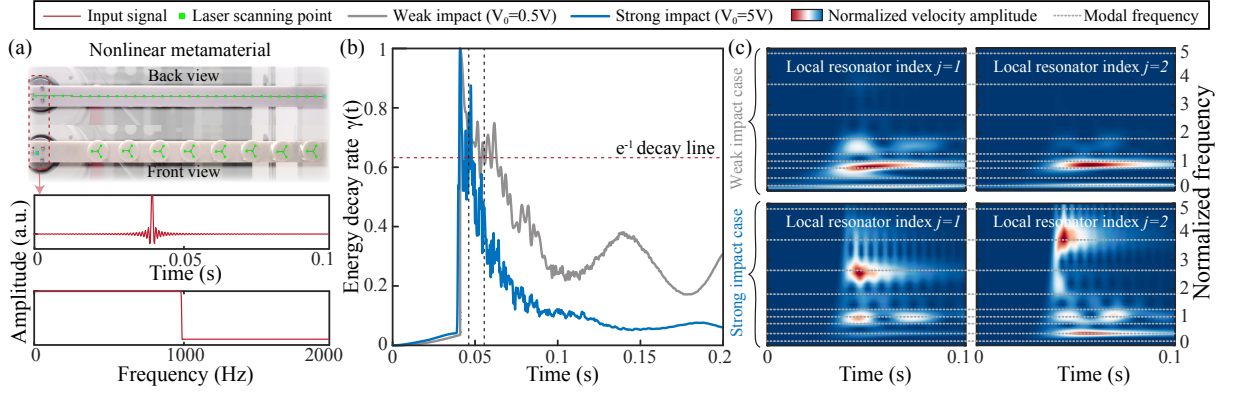 Input signal Laser scanning point Weak impact (V₀=0.5V) Strong impact (V₀=5V) Normalized velocity amplitude Modal frequency
(a) Nonlinear metamaterial
Back view
Front view
Amplitude (a.u.)
0 0.05 0.1
Time (s)
0 1000 2000
Frequency (Hz)
(b)
Energy decay rate γ(t)
1
0.8
0.6
0.4
0.2
0
e⁻¹ decay line
0 0.05 0.1 0.15 0.2
Time (s)
(c)
Weak impact case
Local resonator index j=1
Local resonator index j=2
5
4
3
2
1
0
Strong impact case
Local resonator index j=1
Local resonator index j=2
5
4
3
2
1
0
Normalized frequency
0 0.1 0 0.1
Time (s) Time (s)